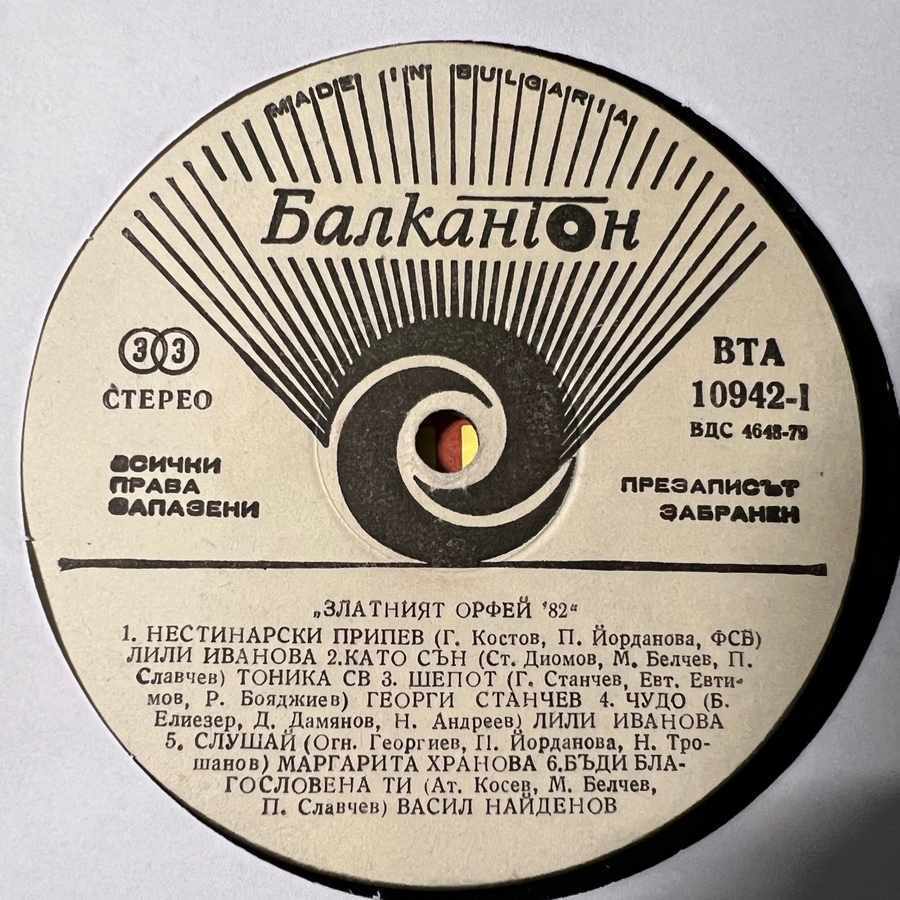 MADE IN BULGARIA
Балкантон
33
СТЕРЕО
ВСИЧКИ
ПРАВА
ЗАПАЗЕНИ
ВТА
10942-I
ВДС 4648-79
ПРЕЗАПИСЪТ
ЗАБРАНЕН
„ЗЛАТНИЯТ ОРФЕЙ '82“
1. НЕСТИНАРСКИ ПРИПЕВ (Г. Костов, П. Йорданова, ФСБ)
ЛИЛИ ИВАНОВА 2.КАТО СЪН (Ст. Диомов, М. Белчев, П.
Славчев) ТОНИКА СВ 3. ШЕПОТ (Г. Станчев, Евт. Евти-
мов, Р. Бояджиев) ГЕОРГИ СТАНЧЕВ 4. ЧУДО (Б.
Елиезер, Д. Дамянов, Н. Андреев) ЛИЛИ ИВАНОВА
5. СЛУШАЙ (Огн. Георгиев, П. Йорданова, Н. Тро-
шанов) МАРГАРИТА ХРАНОВА 6.БЪДИ БЛА-
ГОСЛОВЕНА ТИ (Ат. Косев, М. Белчев,
П. Славчев) ВАСИЛ НАЙДЕНОВ